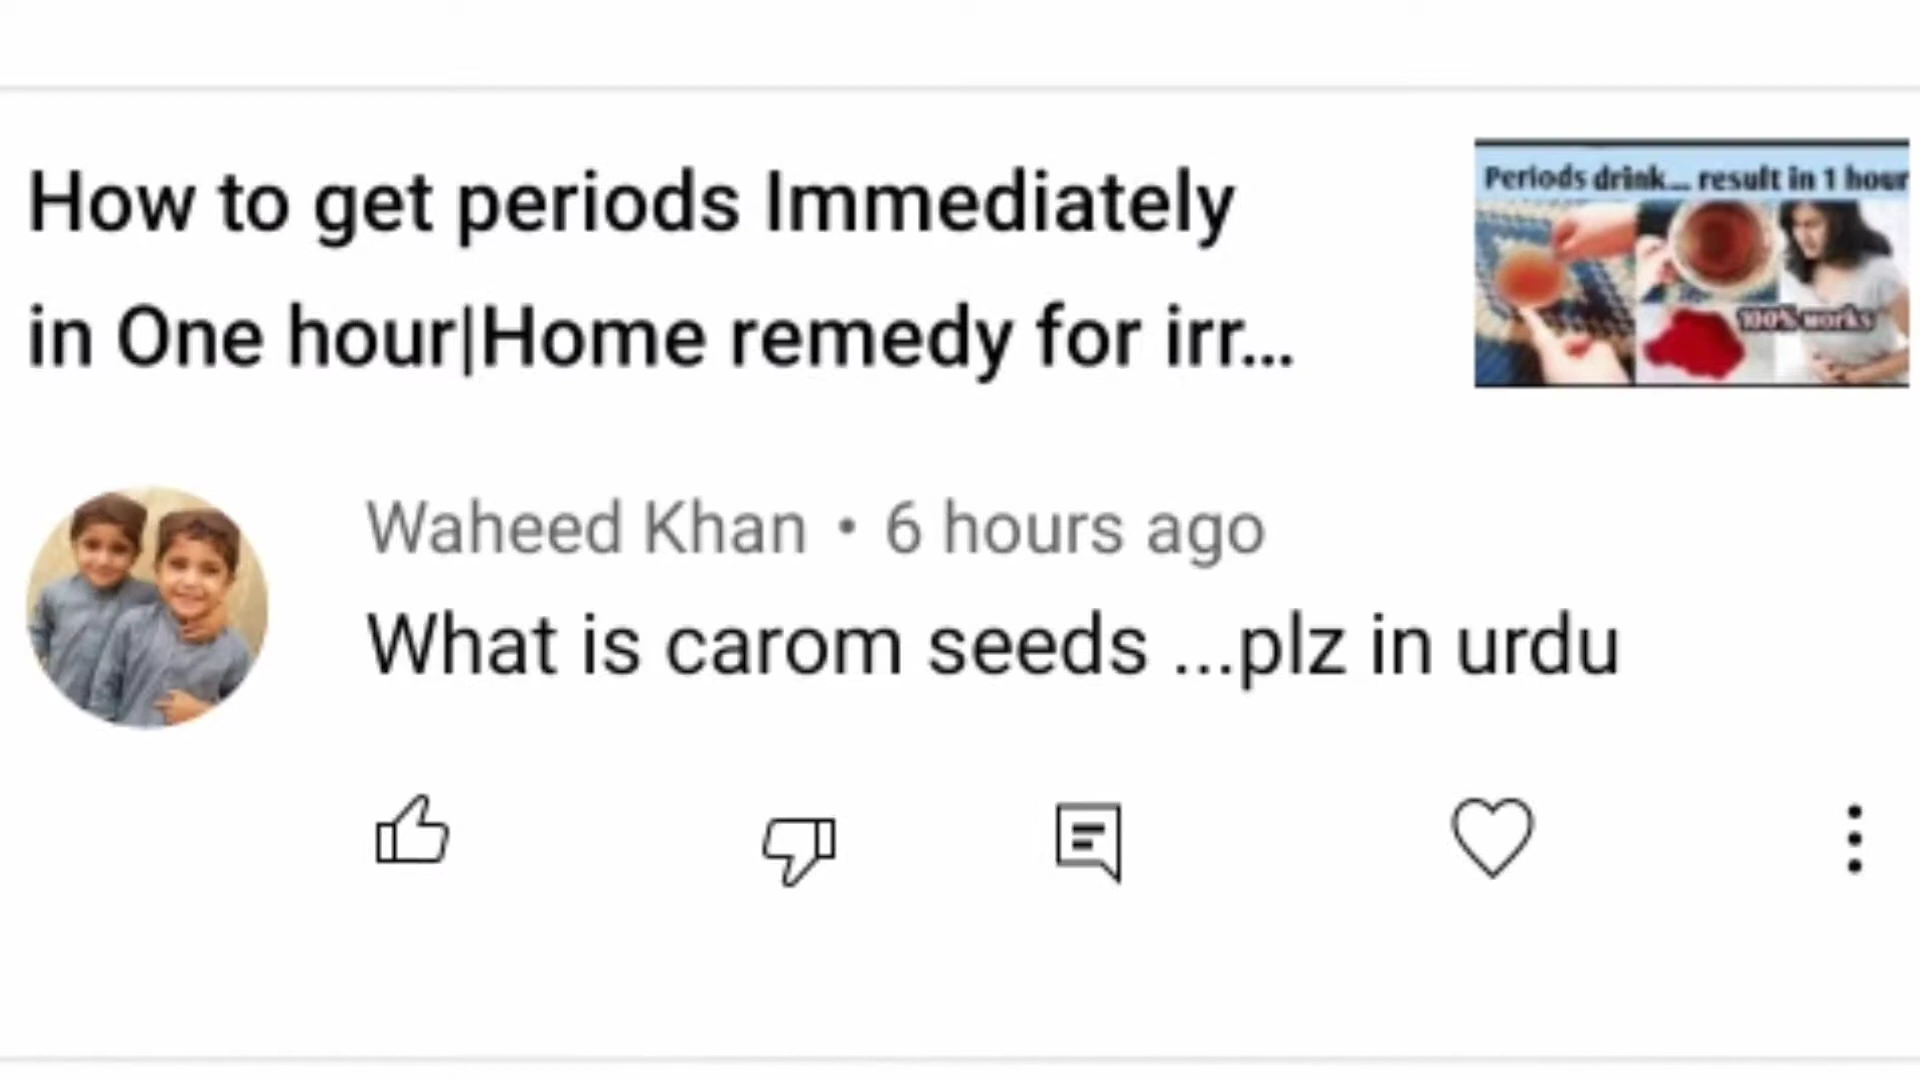 How to get periods Immediately
in One hour|Home remedy for irr...
Periods drink... result in 1 hour
100% works
Waheed Khan • 6 hours ago
What is carom seeds ...plz in urdu